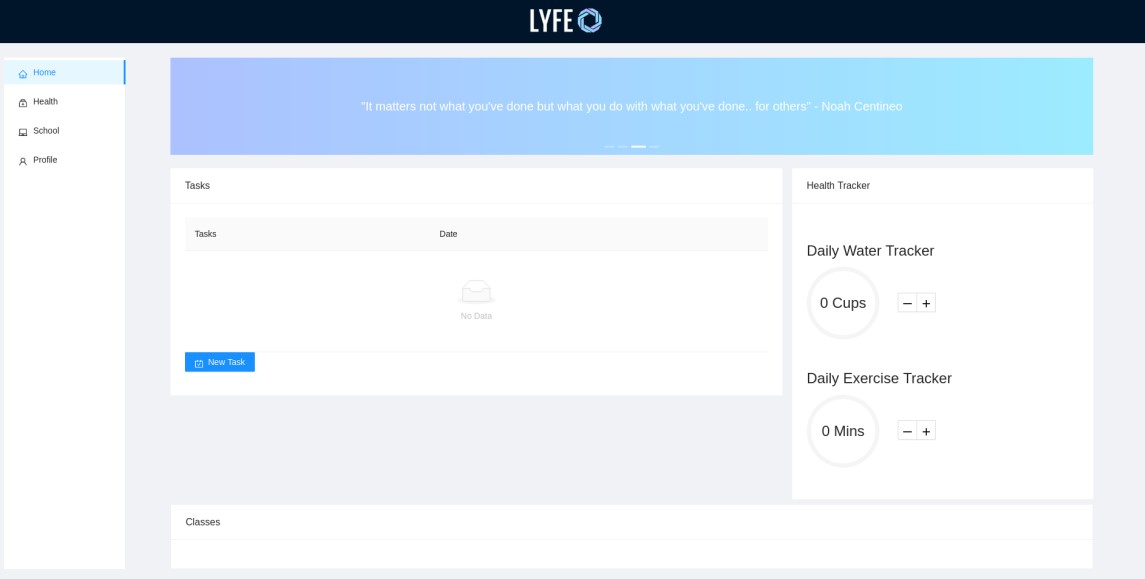 LYFE
Home
Health
School
Profile
"It matters not what you've done but what you do with what you've done.. for others" - Noah Centineo
Tasks
Tasks Date
No Data
New Task
Health Tracker
Daily Water Tracker
0 Cups
Daily Exercise Tracker
0 Mins
Classes